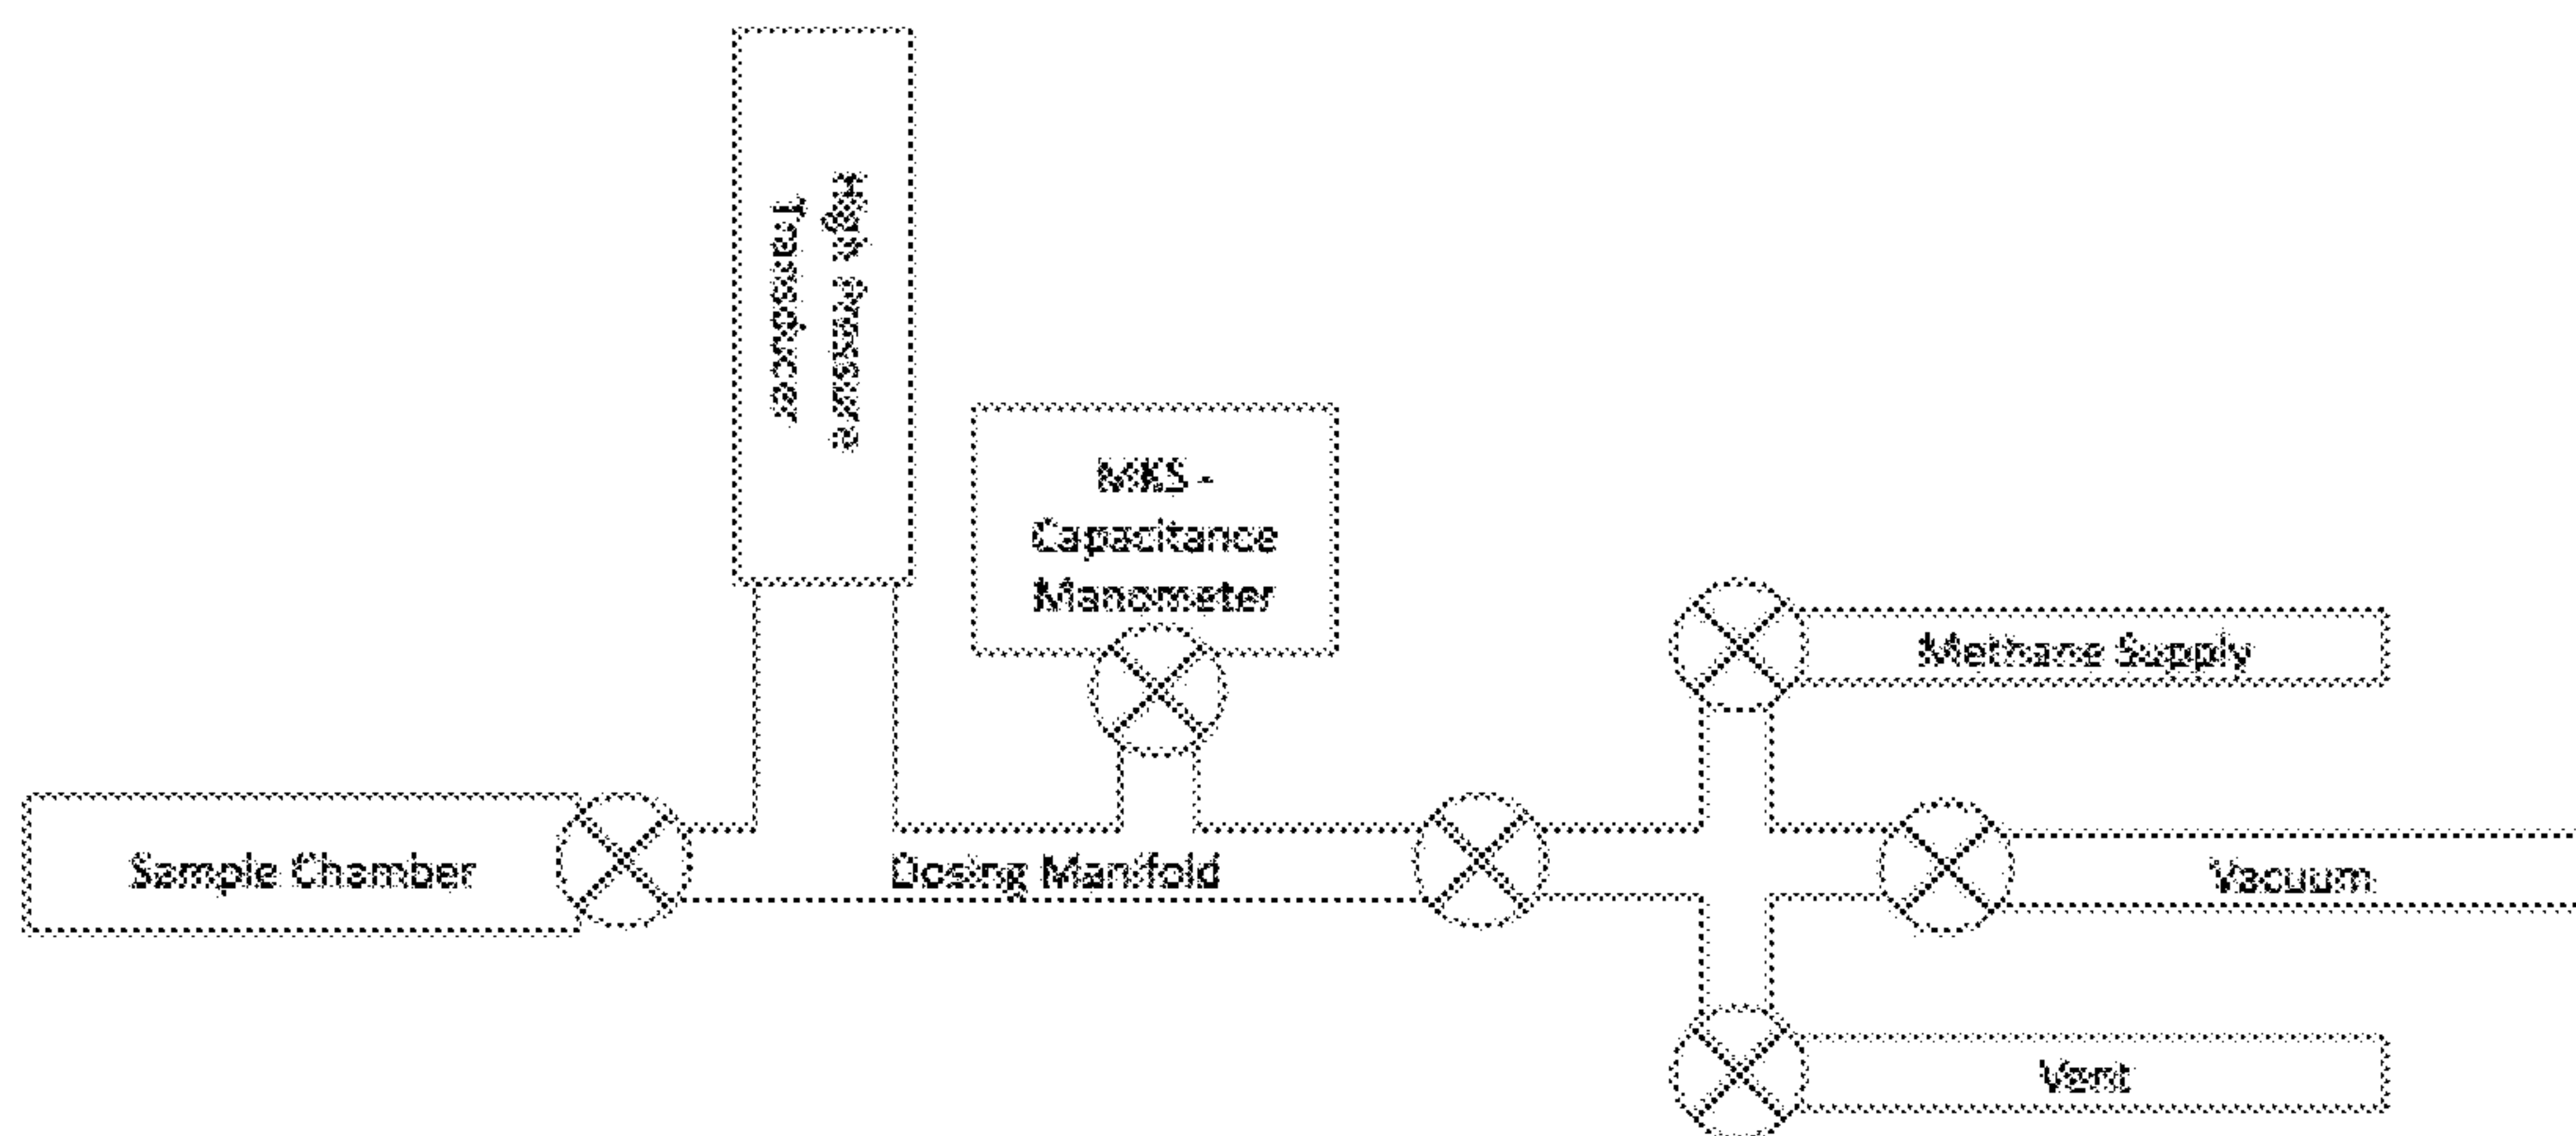 High Pressure
Transducer
MKS -
Capacitance
Manometer
Methane Supply
Sample Chamber
Dosing Manifold
Vacuum
Vent